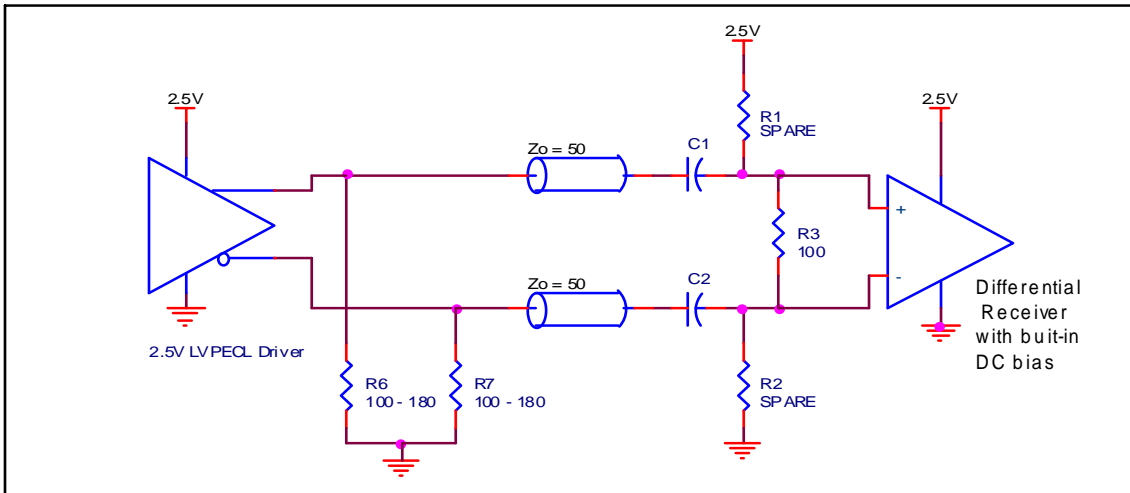 2.5V
2.5V
2.5V
R1
SPARE
Zo = 50
C1
+
R3
100
-
Zo = 50
C2
Differential
Receiver
with buit-in
DC bias
2.5V LVPECL Driver
R6
100 - 180
R7
100 - 180
R2
SPARE